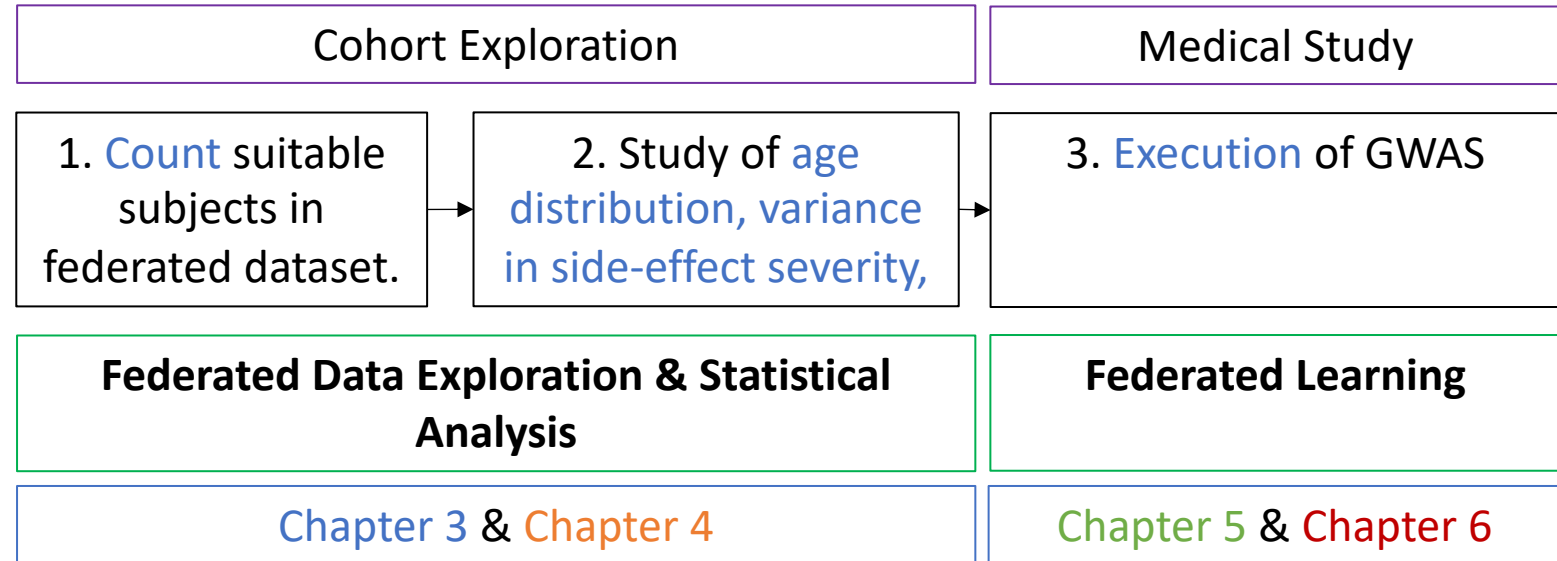 Cohort Exploration
Medical Study
1. Count suitable
subjects in
federated dataset.
2. Study of age
distribution, variance
in side-effect severity,
3. Execution of GWAS
Federated Data Exploration & Statistical
Analysis
Federated Learning
Chapter 3 & Chapter 4
Chapter 5 & Chapter 6